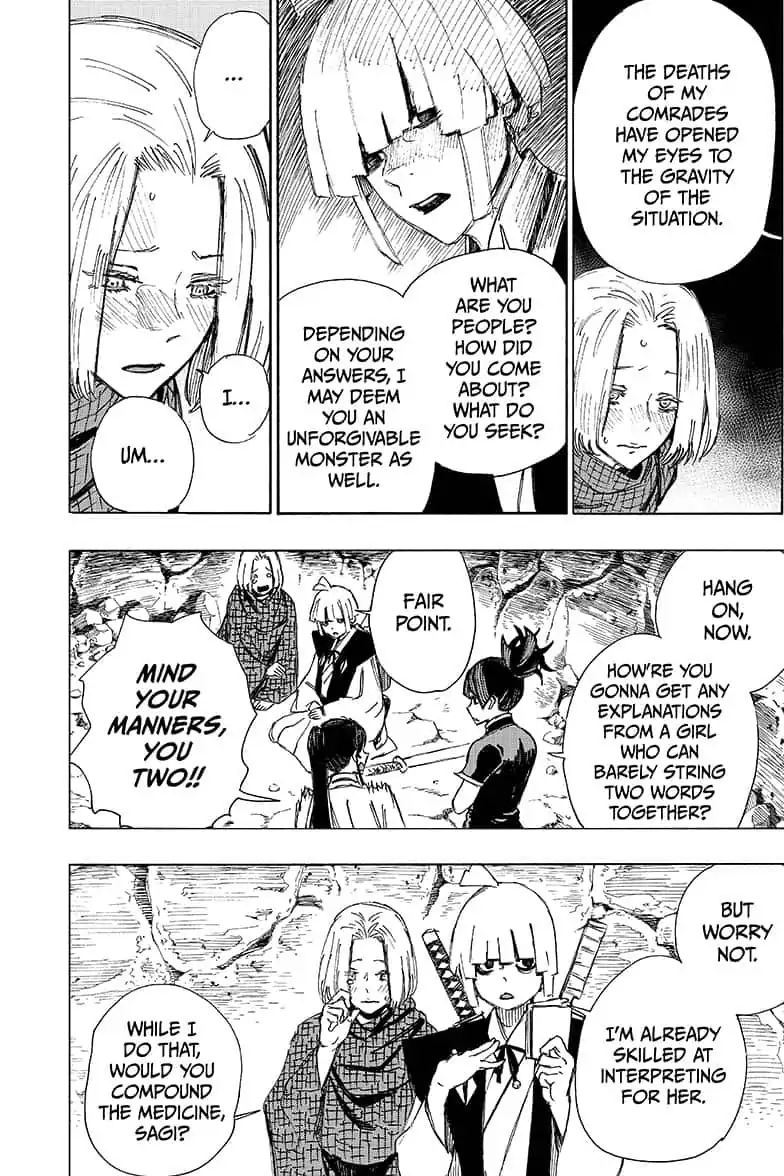 THE DEATHS
OF MY
COMRADES
HAVE OPENED
MY EYES TO
THE GRAVITY
OF THE
SITUATION.
WHAT
ARE YOU
PEOPLE?
HOW DID
YOU COME
ABOUT?
WHAT DO
YOU SEEK?
DEPENDING
ON YOUR
ANSWERS, I
MAY DEEM
YOU AN
UNFORGIVABLE
MONSTER AS
WELL.
...
I...
UM...
HANG
ON,
NOW.
HOW'RE YOU
GONNA GET ANY
EXPLANATIONS
FROM A GIRL
WHO CAN
BARELY STRING
TWO WORDS
TOGETHER?
FAIR
POINT.
MIND
YOUR
MANNERS,
YOU
TWO!!
BUT
WORRY
NOT.
I'M ALREADY
SKILLED AT
INTERPRETING
FOR HER.
WHILE I
DO THAT,
WOULD YOU
COMPOUND
THE MEDICINE,
SAGI?